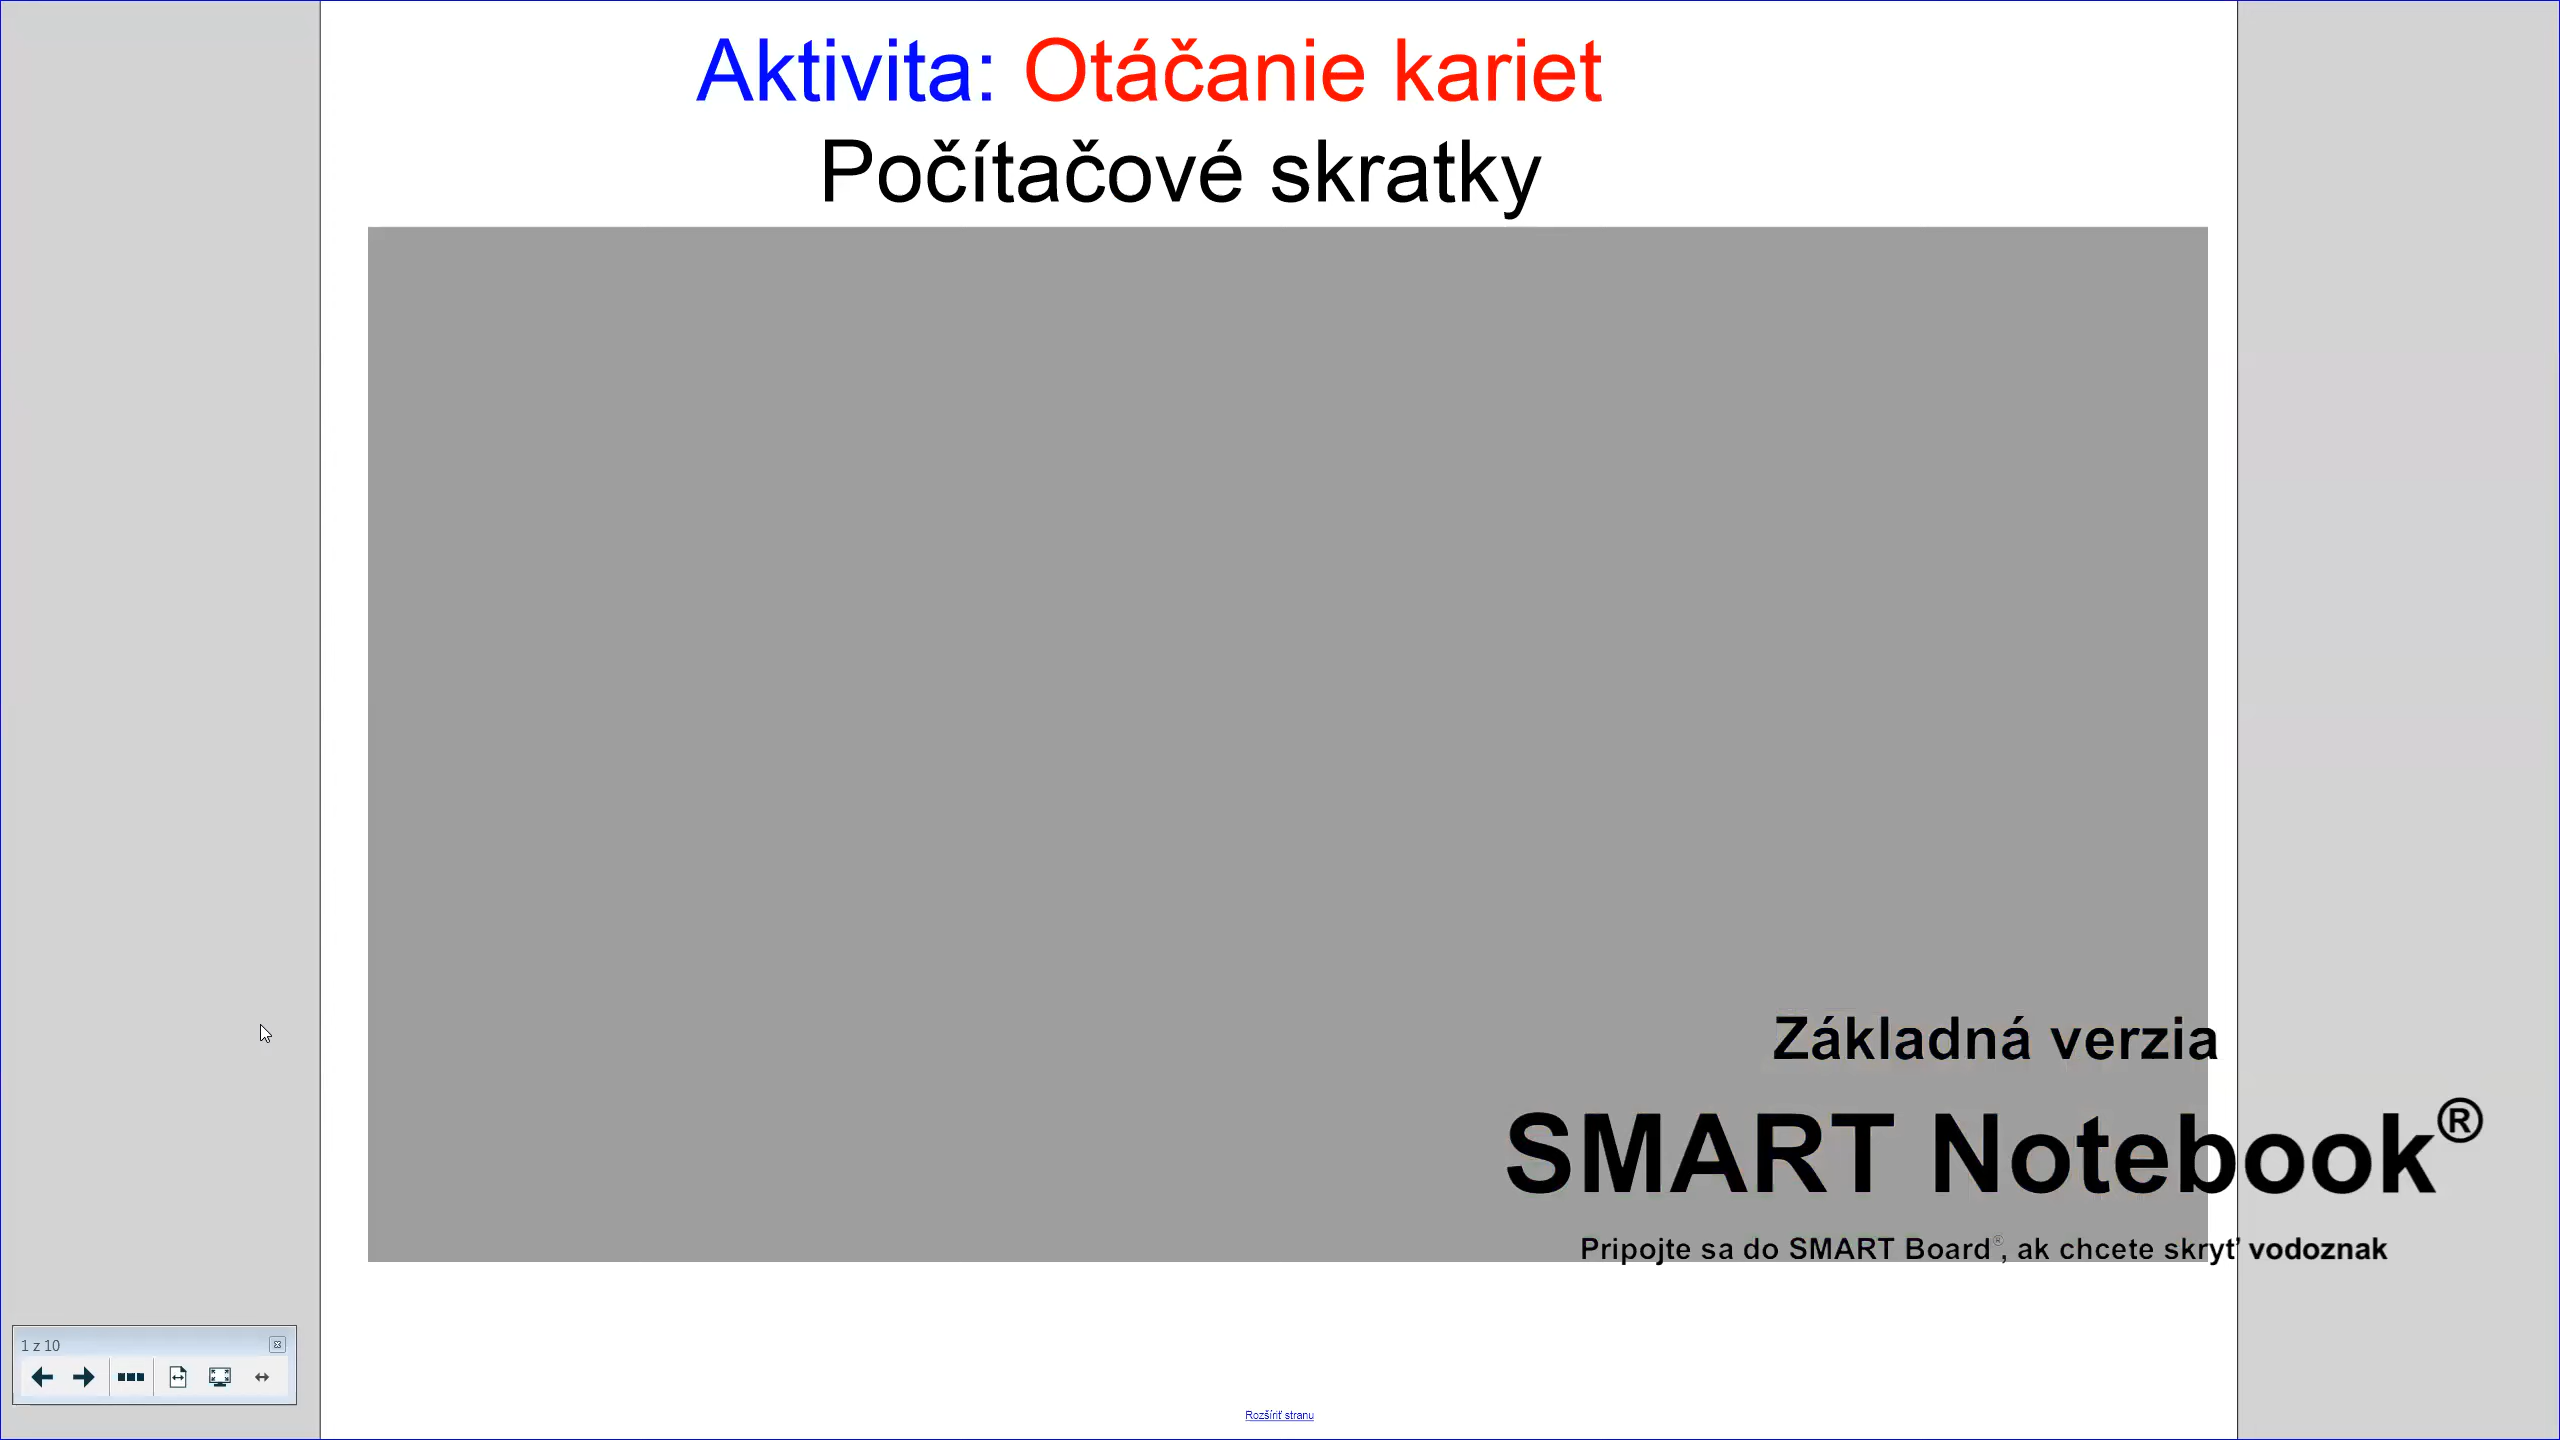 Aktivita: Otáčanie kariet
Počítačové skratky
Základná verzia
SMART Notebook®
Pripojte sa do SMART Board®, ak chcete skryť vodoznak
1 z 10
Rozšíriť stranu